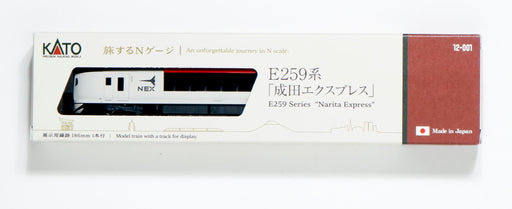 KATO
PRECISION RAILROAD MODELS
旅するNゲージ
An unforgettable journey in N scale.
12-001
NEX
E259系
「成田エクスプレス」
E259 Series "Narita Express"
展示用線路 186mm 1本付
Model train with a track for display.
Made in Japan